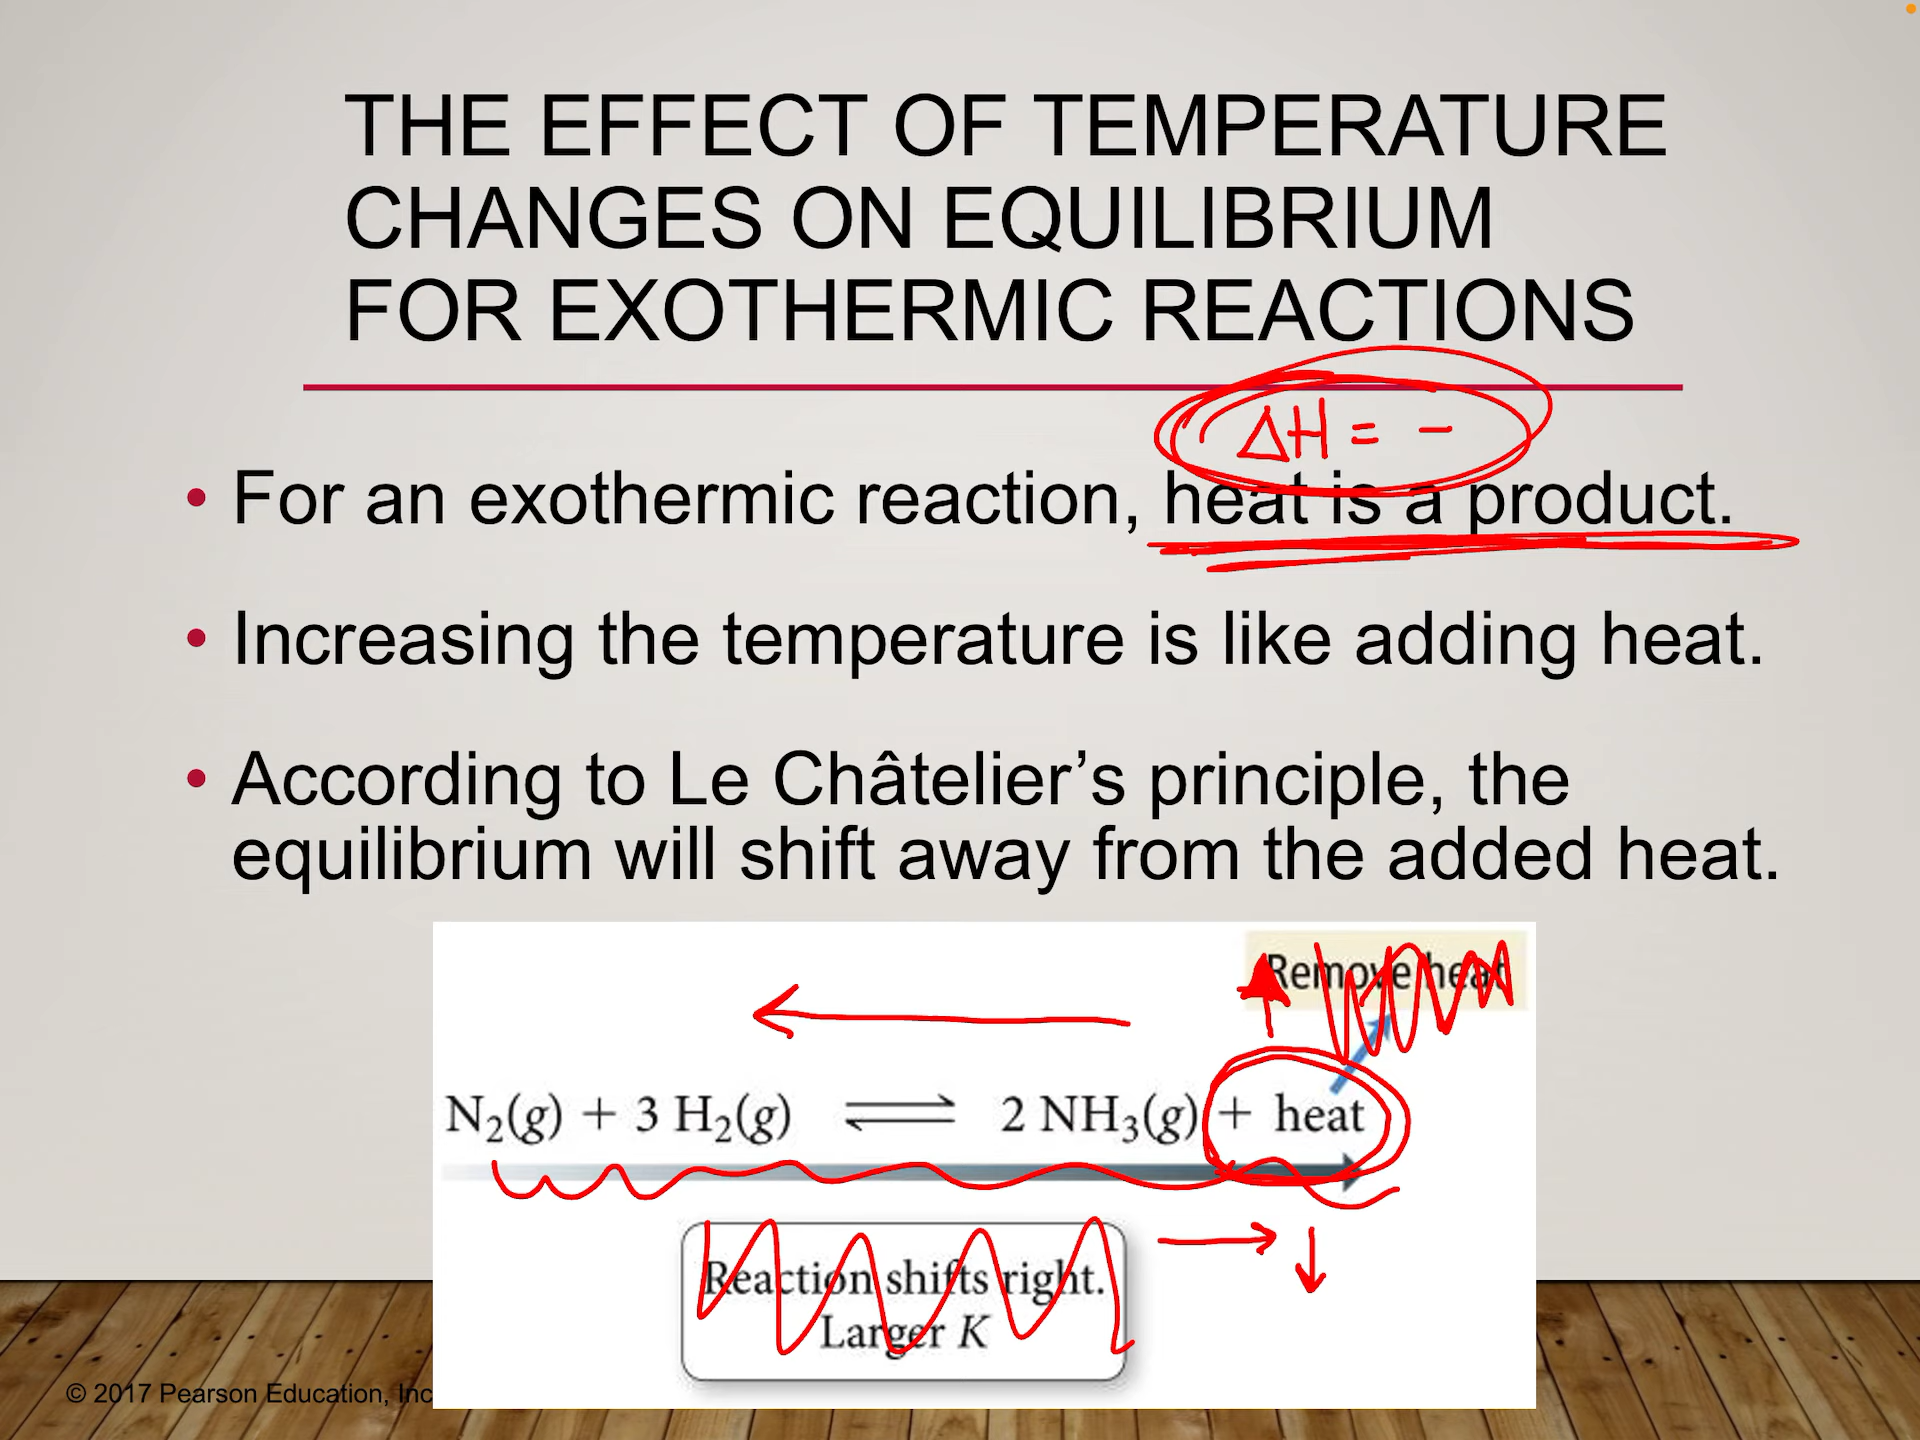 THE EFFECT OF TEMPERATURE
CHANGES ON EQUILIBRIUM
FOR EXOTHERMIC REACTIONS
ΔH = −
• For an exothermic reaction, heat is a product.
• Increasing the temperature is like adding heat.
• According to Le Châtelier’s principle, the
equilibrium will shift away from the added heat.
Remove heat
N₂(g) + 3 H₂(g) ⇌ 2 NH₃(g) + heat
Reaction shifts right.
Larger K
© 2017 Pearson Education, Inc